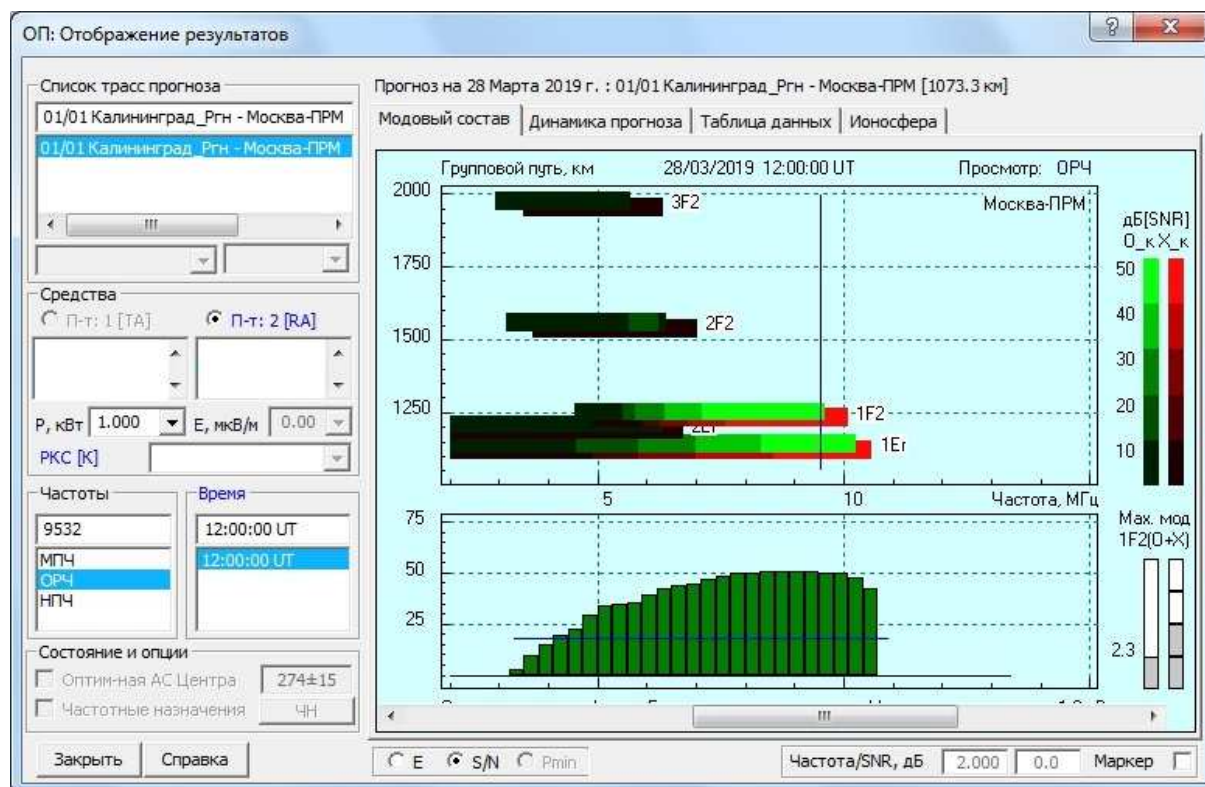 ОП: Отображение результатов
Список трасс прогноза
01/01 Калининград_Ргн - Москва-ПРМ
01/01 Калининград_Ргн - Москва-ПРМ
Средства
П-т: 1 [TA]
П-т: 2 [RA]
P, кВт 1.000 E, мкВ/м 0.00
РКС [К]
Частоты
9532
МПЧ
ОРЧ
НПЧ
Время
12:00:00 UT
12:00:00 UT
Состояние и опции
Оптим-ная АС Центра 274±15
Частотные назначения ЧН
Закрыть Справка
Прогноз на 28 Марта 2019 г. : 01/01 Калининград_Ргн - Москва-ПРМ [1073.3 км]
Модовый состав Динамика прогноза Таблица данных Ионосфера
Групповой путь, км 28/03/2019 12:00:00 UT Просмотр: ОРЧ
2000
3F2
Москва-ПРМ
1750
1500
2F2
1250
1F2
2Er
1Er
5 10 Частота, МГц
дБ[SNR]
О_к Х_к
50
40
30
20
10
75
50
25
Мах. мод
1F2(O+X)
2.3
E S/N Pmin
Частота/SNR, дБ 2.000 0.0 Маркер